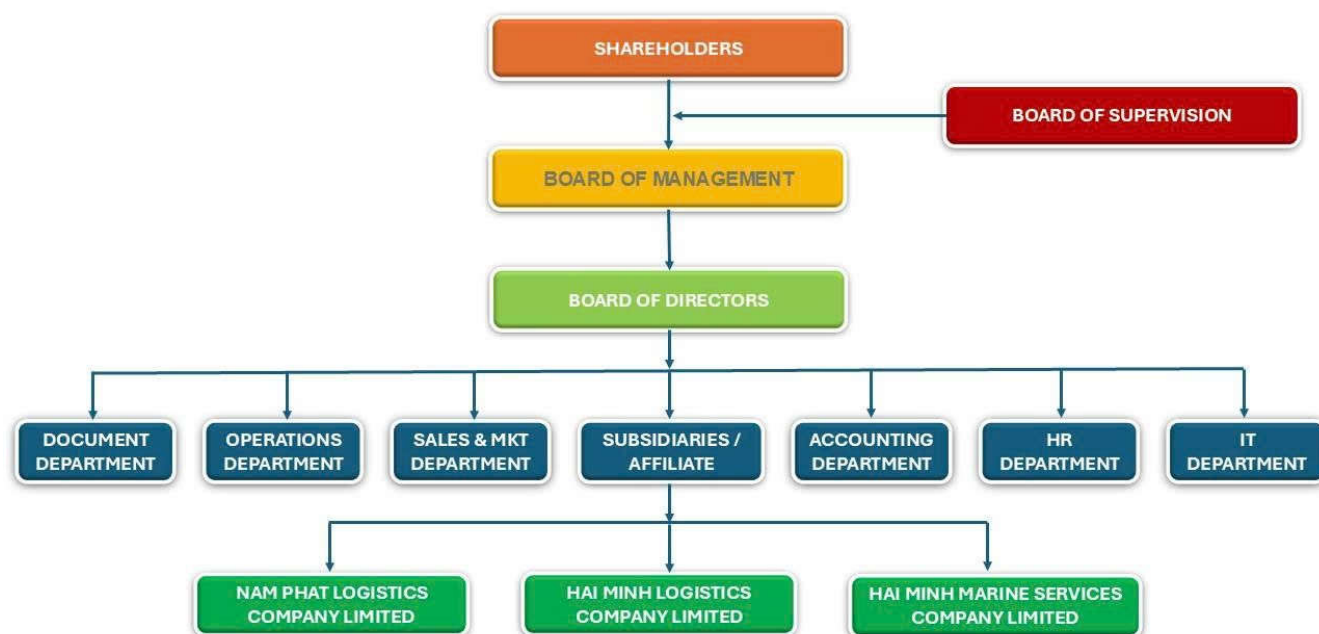 SHAREHOLDERS
BOARD OF SUPERVISION
BOARD OF MANAGEMENT
BOARD OF DIRECTORS
DOCUMENT
DEPARTMENT
OPERATIONS
DEPARTMENT
SALES & MKT
DEPARTMENT
SUBSIDIARIES /
AFFILIATE
ACCOUNTING
DEPARTMENT
HR
DEPARTMENT
IT
DEPARTMENT
NAM PHAT LOGISTICS
COMPANY LIMITED
HAI MINH LOGISTICS
COMPANY LIMITED
HAI MINH MARINE SERVICES
COMPANY LIMITED